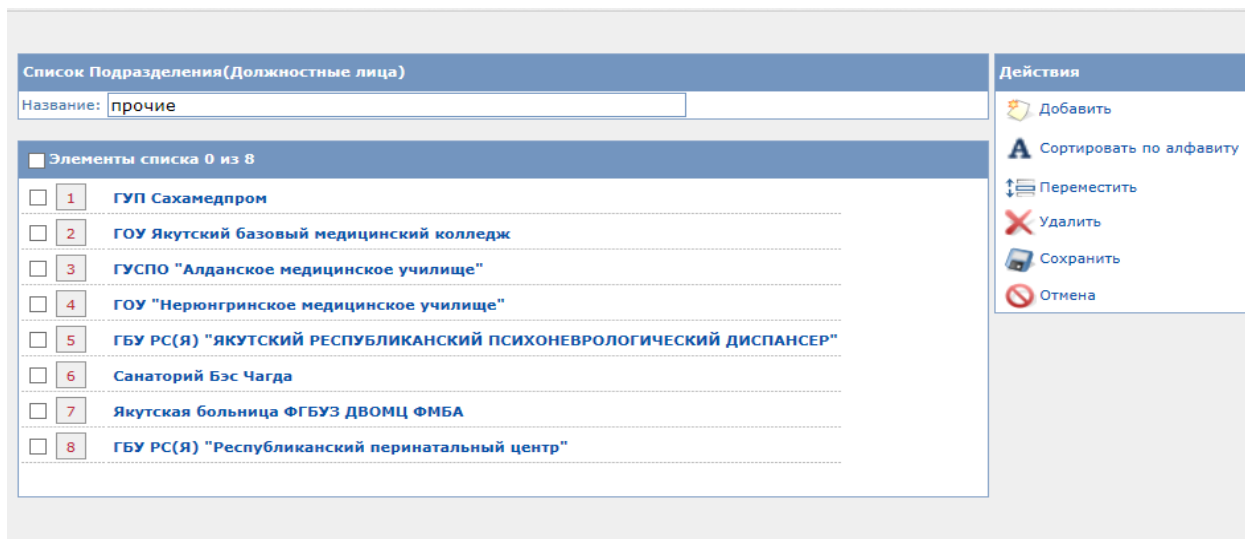 Список Подразделения(Должностные лица)
Название: прочие
Элементы списка 0 из 8
1 ГУП Сахамедпром
2 ГОУ Якутский базовый медицинский колледж
3 ГУСПО "Алданское медицинское училище"
4 ГОУ "Нерюнгринское медицинское училище"
5 ГБУ РС(Я) "ЯКУТСКИЙ РЕСПУБЛИКАНСКИЙ ПСИХОНЕВРОЛОГИЧЕСКИЙ ДИСПАНСЕР"
6 Санаторий Бэс Чагда
7 Якутская больница ФГБУЗ ДВОМЦ ФМБА
8 ГБУ РС(Я) "Республиканский перинатальный центр"
Действия
Добавить
Сортировать по алфавиту
Переместить
Удалить
Сохранить
Отмена